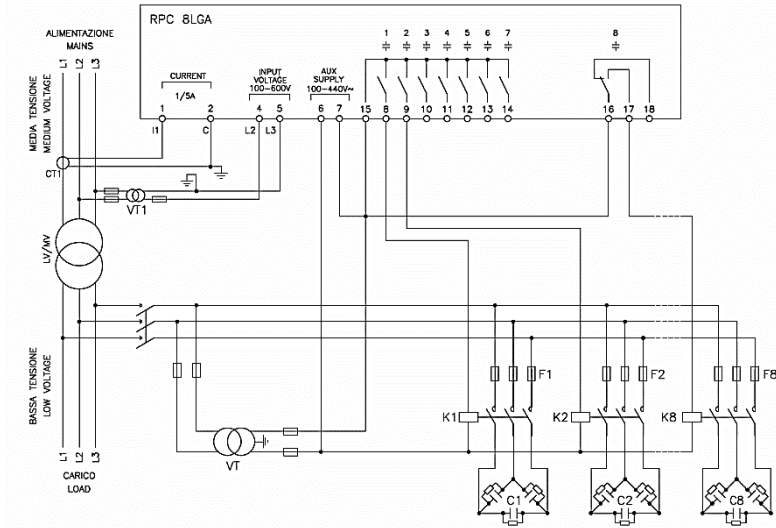 RPC 8LGA
ALIMENTAZIONE
MAINS
L1 L2 L3
MEDIA TENSIONE
MEDIUM VOLTAGE
CURRENT
1/5A
INPUT
VOLTAGE
100-600V
AUX
SUPPLY
100-440V~
1 2 3 4 5 6 7 8
1 2 4 5 6 7 15 8 9 10 11 12 13 14 16 17 18
I1 C L2 L3
CT1
VT1
LV/MV
BASSA TENSIONE
LOW VOLTAGE
F1 F2 F8
K1 K2 K8
VT
L1 L2 L3
CARICO
LOAD
C1 C2 C8